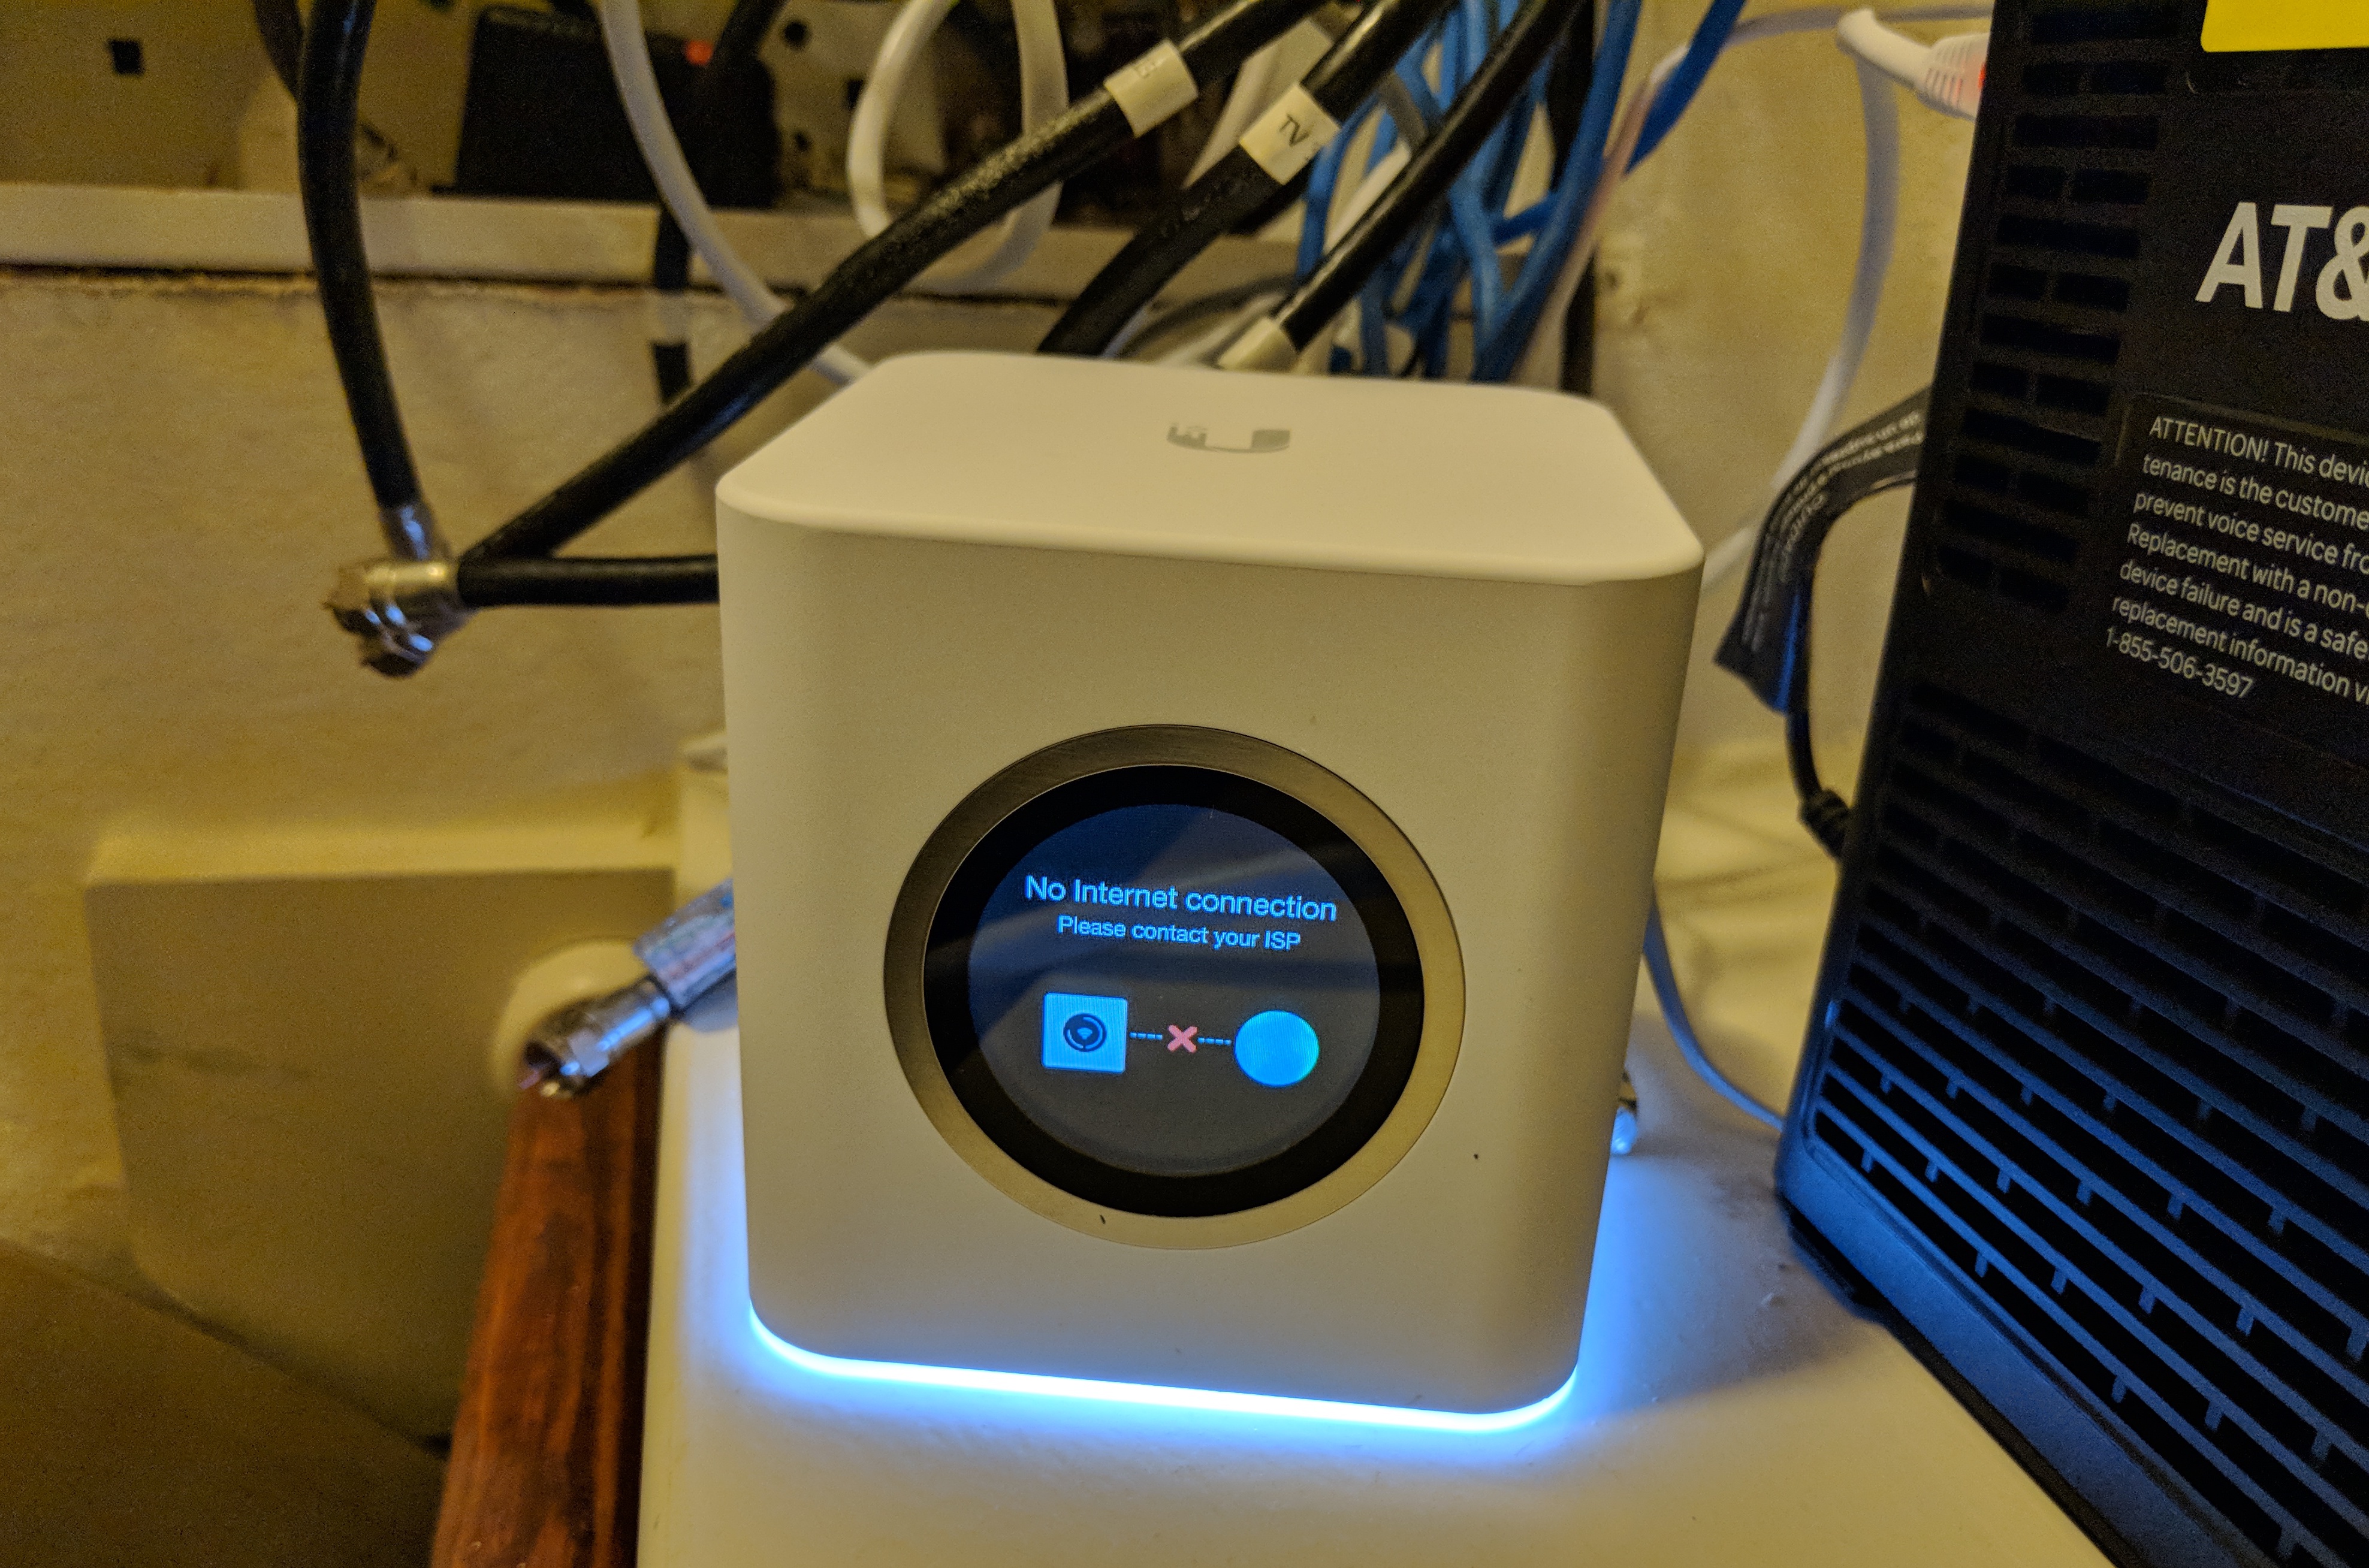 TV
AT&
ATTENTION! This devi
tenance is the custome
prevent voice service fro
Replacement with a non-
device failure and is a safe
replacement information v
1-855-506-3597
No Internet connection
Please contact your ISP